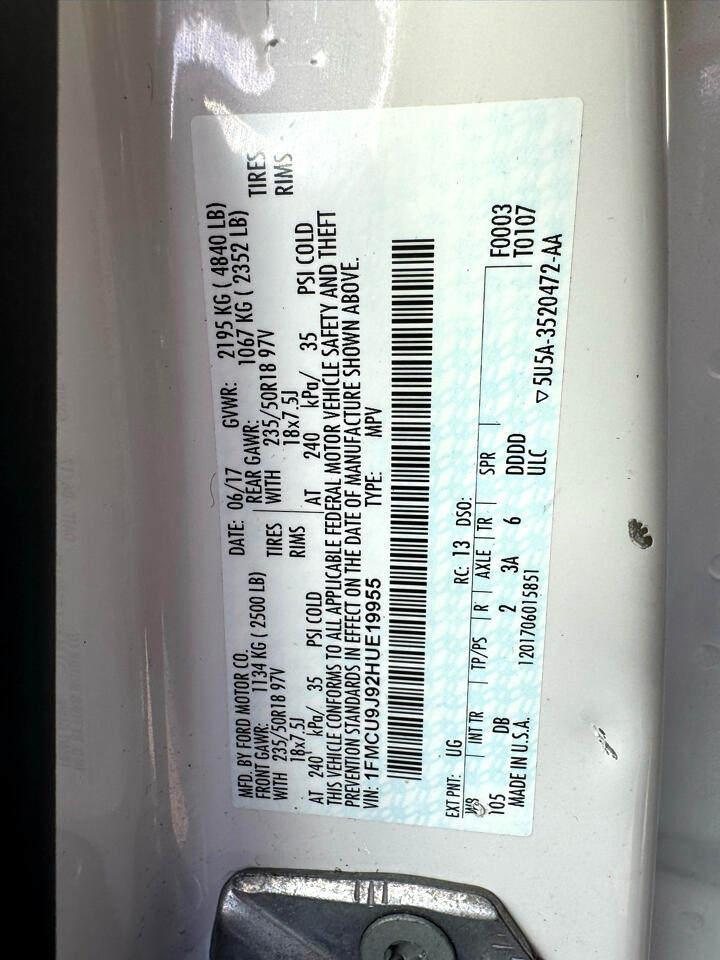 MFD. BY FORD MOTOR CO.
DATE: 06/17 GVWR: 2195 KG ( 4840 LB)
FRONT GAWR: 1134 KG ( 2500 LB) REAR GAWR: 1067 KG ( 2352 LB)
WITH 235/50R18 97V TIRES WITH 235/50R18 97V TIRES
18x7.5J RIMS 18x7.5J RIMS
AT 240 kPa/ 35 PSI COLD AT 240 kPa/ 35 PSI COLD
THIS VEHICLE CONFORMS TO ALL APPLICABLE FEDERAL MOTOR VEHICLE SAFETY AND THEFT
PREVENTION STANDARDS IN EFFECT ON THE DATE OF MANUFACTURE SHOWN ABOVE.
VIN: 1FMCU9J92HUE19955 TYPE: MPV
EXT PNT: UG RC: 13 DSO:
WB INT TR TP/PS R AXLE TR SPR F0003
105 DB 2 3A 6 DDDD T0107
MADE IN U.S.A. 1201706015851 ULC
▽5U5A-3520472-AA